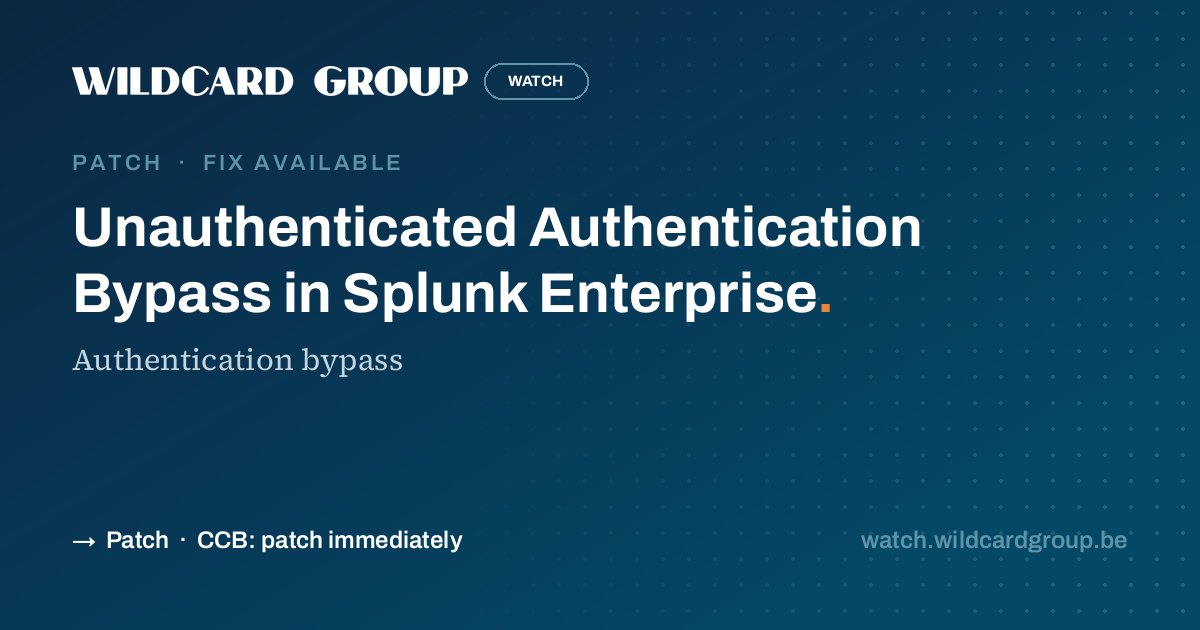 WILDCARD GROUP WATCH
PATCH · FIX AVAILABLE
Unauthenticated Authentication
Bypass in Splunk Enterprise.
Authentication bypass
→ Patch · CCB: patch immediately
watch.wildcardgroup.be